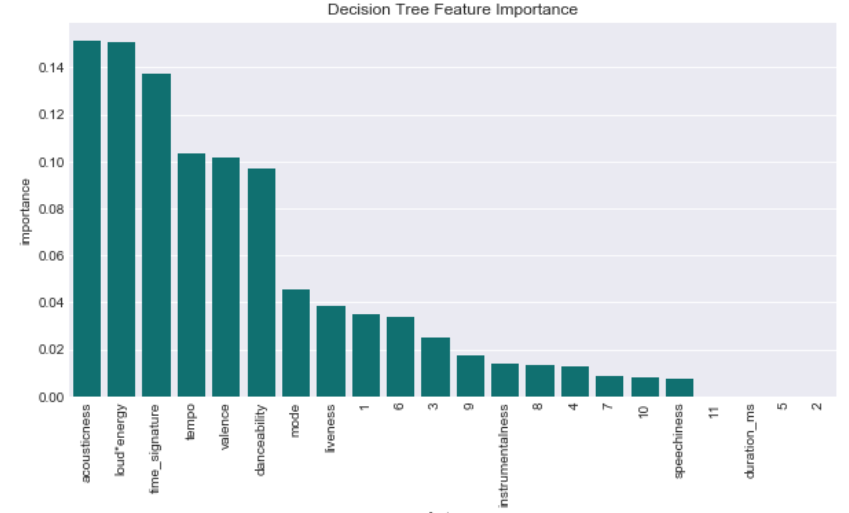 Decision Tree Feature Importance
importance
0.14
0.12
0.10
0.08
0.06
0.04
0.02
0.00
acousticness
loud*energy
time_signature
tempo
valence
danceability
mode
liveness
1
6
3
9
instrumentalness
8
4
7
10
speechiness
11
duration_ms
5
2